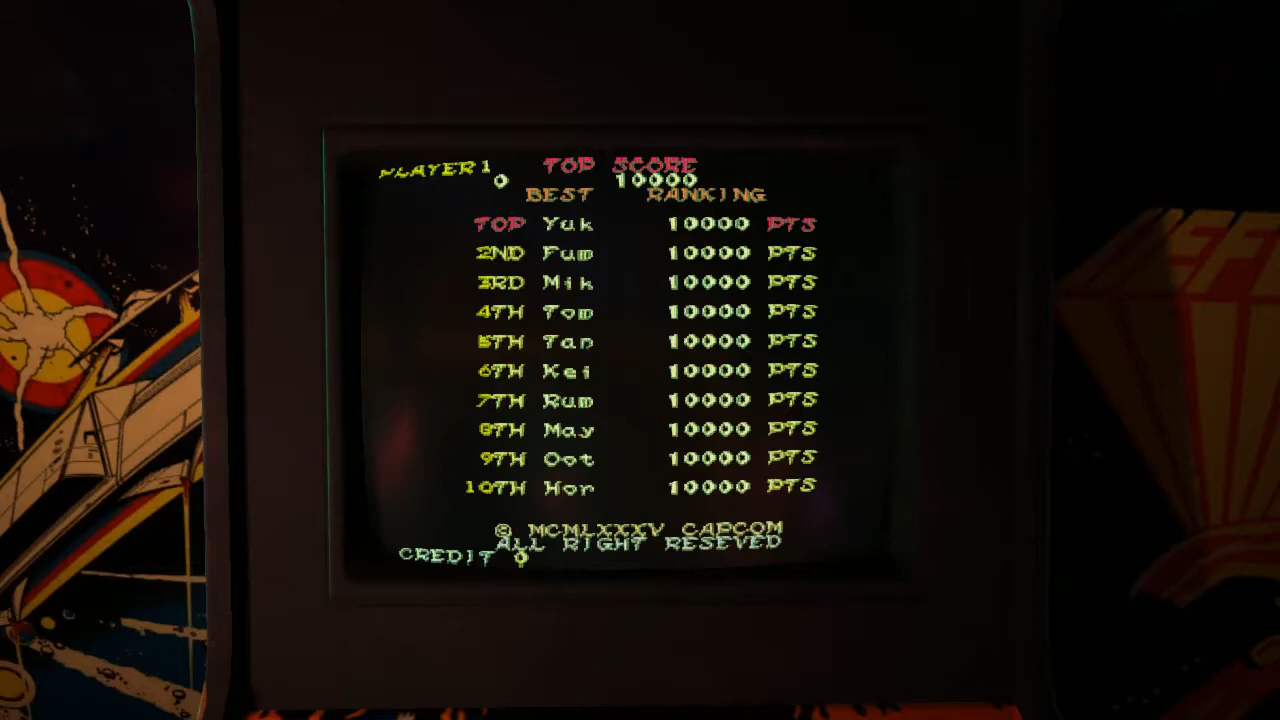 PLAYER 1 TOP SCORE
0 10000
BEST RANKING
TOP Yuk 10000 PTS
2ND Fum 10000 PTS
3RD Mik 10000 PTS
4TH Tom 10000 PTS
5TH Tan 10000 PTS
6TH Kei 10000 PTS
7TH Rum 10000 PTS
8TH May 10000 PTS
9TH Oot 10000 PTS
10TH Hor 10000 PTS
© MCMLXXXV CAPCOM
ALL RIGHT RESEVED
CREDIT 0